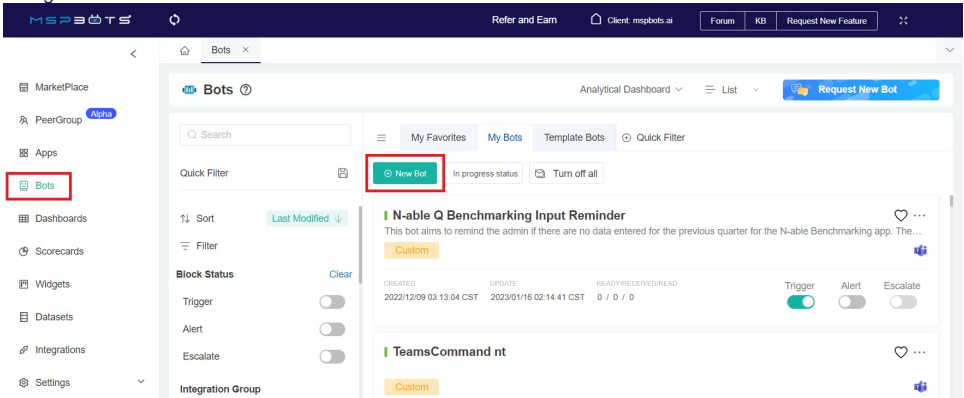 MSPBOTS
Refer and Earn
Client: mspbots.ai
Forum
KB
Request New Feature
Bots ×
MarketPlace
PeerGroup Alpha
Apps
Bots
Dashboards
Scorecards
Widgets
Datasets
Integrations
Settings
Bots
Analytical Dashboard
List
Request New Bot
Search
My Favorites
My Bots
Template Bots
Quick Filter
Quick Filter
New Bot
In progress status
Turn off all
Sort
Last Modified ↓
Filter
Block Status
Clear
Trigger
Alert
Escalate
Integration Group
N-able Q Benchmarking Input Reminder
This bot aims to remind the admin if there are no data entered for the previous quarter for the N-able Benchmarking app. The…
Custom
CREATED
UPDATE
READY/RECEIVED/READ
2022/12/09 03:13:04 CST
2023/01/16 02:14:41 CST
0 / 0 / 0
Trigger
Alert
Escalate
TeamsCommand nt
Custom